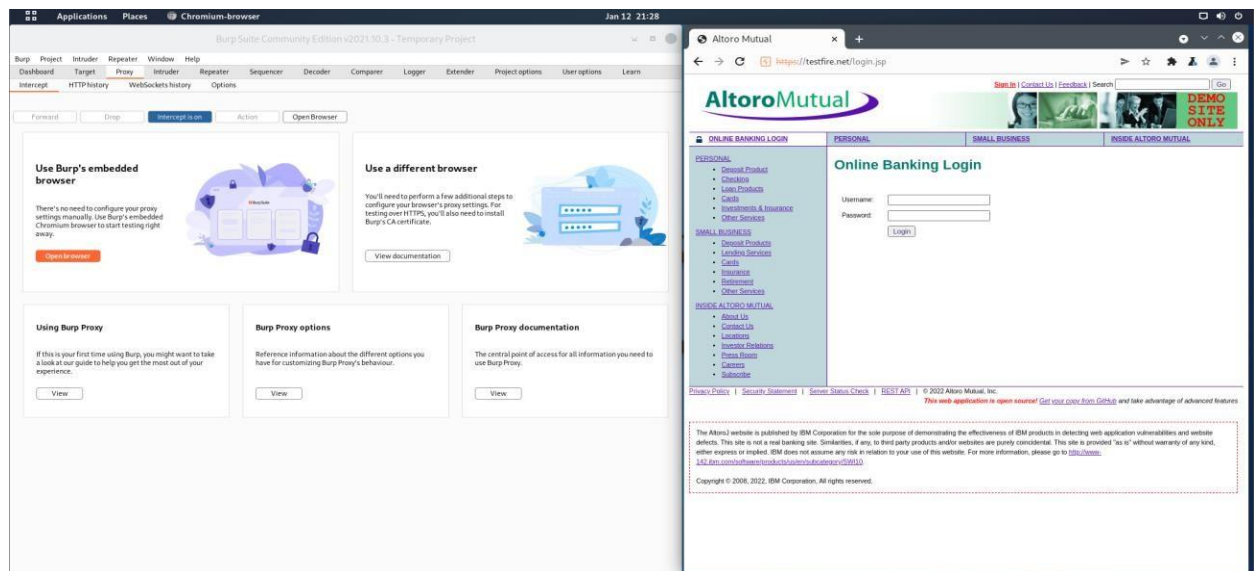 Applications Places Chromium-browser Jan 12 21:28
Burp Suite Community Edition v2021.10.3 - Temporary Project
Burp Project Intruder Repeater Window Help
Dashboard Target Proxy Intruder Repeater Sequencer Decoder Comparer Logger Extender Project options User options Learn
Intercept HTTP history WebSockets history Options
Forward Drop Intercept is on Action Open Browser
Use Burp's embedded
browser
There's no need to configure your proxy
settings manually. Use Burp's embedded
Chromium browser to start testing right
away.
Open browser
BurpSuite
Use a different browser
You'll need to perform a few additional steps to
configure your browser's proxy settings. For
testing over HTTPS, you'll also need to install
Burp's CA certificate.
View documentation
Using Burp Proxy
If this is your first time using Burp, you might want to take
a look at our guide to help you get the most out of your
experience.
View
Burp Proxy options
Reference information about the different options you
have for customizing Burp Proxy's behaviour.
View
Burp Proxy documentation
The central point of access for all information you need to
use Burp Proxy.
View
Altoro Mutual
https://testfire.net/login.jsp
Sign In | Contact Us | Feedback | Search Go
AltoroMutual
DEMO
SITE
ONLY
ONLINE BANKING LOGIN PERSONAL SMALL BUSINESS INSIDE ALTORO MUTUAL
PERSONAL
Deposit Product
Checking
Loan Products
Cards
Investments & Insurance
Other Services
SMALL BUSINESS
Deposit Products
Lending Services
Cards
Insurance
Retirement
Other Services
INSIDE ALTORO MUTUAL
About Us
Contact Us
Locations
Investor Relations
Press Room
Careers
Subscribe
Online Banking Login
Username:
Password:
Login
Privacy Policy | Security Statement | Server Status Check | REST API | © 2022 Altoro Mutual, Inc.
This web application is open source! Get your copy from GitHub and take advantage of advanced features
The AltoroJ website is published by IBM Corporation for the sole purpose of demonstrating the effectiveness of IBM products in detecting web application vulnerabilities and website
defects. This site is not a real banking site. Similarities, if any, to third party products and/or websites are purely coincidental. This site is provided "as is" without warranty of any kind,
either express or implied. IBM does not assume any risk in relation to your use of this website. For more information, please go to http://www-
142.ibm.com/software/products/us/en/subcategory/SWI10.
Copyright © 2008, 2022, IBM Corporation, All rights reserved.